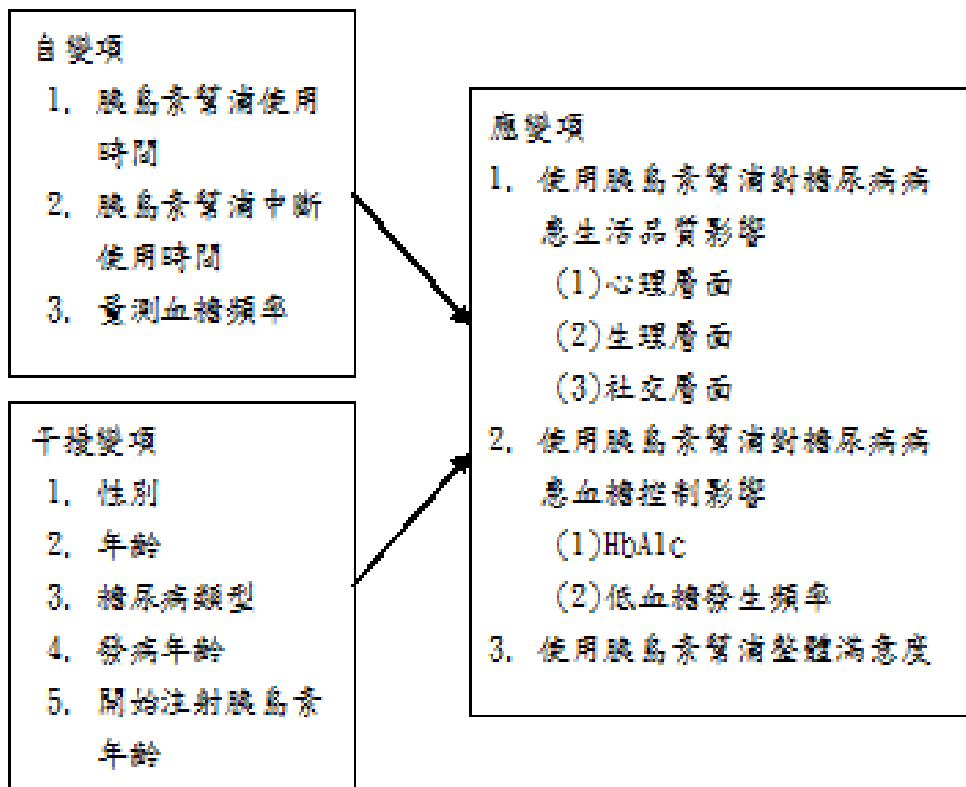 自變項
1. 胰島素幫浦使用
時間
2. 胰島素幫浦中斷
使用時間
3. 量測血糖頻率
干擾變項
1. 性別
2. 年齡
3. 糖尿病類型
4. 發病年齡
5. 開始注射胰島素
年齡
應變項
1. 使用胰島素幫浦對糖尿病病
患生活品質影響
(1)心理層面
(2)生理層面
(3)社交層面
2. 使用胰島素幫浦對糖尿病病
患血糖控制影響
(1)HbA1c
(2)低血糖發生頻率
3. 使用胰島素幫浦整體滿意度